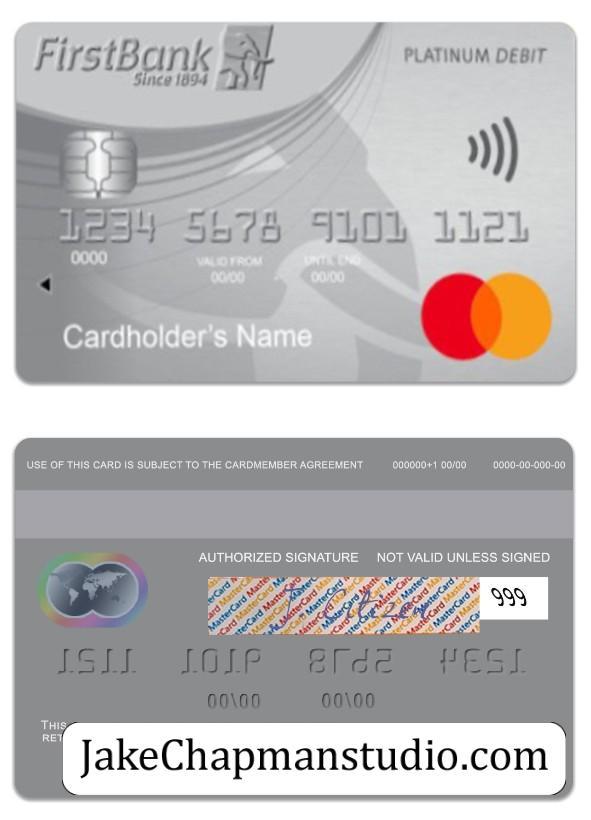 FirstBank
Since 1894
PLATINUM DEBIT
1234 5678 9101 1121
0000
VALID FROM
00/00
UNTIL END
00/00
Cardholder's Name
USE OF THIS CARD IS SUBJECT TO THE CARDMEMBER AGREEMENT 000000+1 00/00 0000-00-000-00
AUTHORIZED SIGNATURE NOT VALID UNLESS SIGNED
MasterCard MasterCard MasterCard
999
1121 9101 5678 1234
00/00 00/00
THIS
RET
JakeChapmanstudio.com